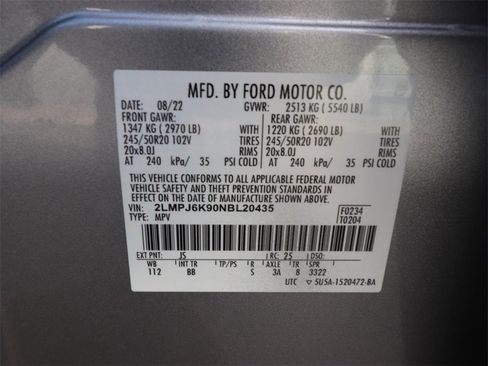 MFD. BY FORD MOTOR CO.
DATE: 08/22 GVWR: 2513 KG (5540 LB)
FRONT GAWR: REAR GAWR:
1347 KG (2970 LB) WITH 1220 KG (2690 LB) WITH
245/50R20 102V TIRES 245/50R20 102V TIRES
20x8.0J RIMS 20x8.0J RIMS
AT 240 kPa/ 35 PSI COLD AT 240 kPa/ 35 PSI COLD
THIS VEHICLE CONFORMS TO ALL APPLICABLE FEDERAL MOTOR
VEHICLE SAFETY AND THEFT PREVENTION STANDARDS IN
EFFECT ON THE DATE OF MANUFACTURE SHOWN ABOVE.
VIN: 2LMPJ6K90NBL20435 F0234
TYPE: MPV T0204
EXT PNT: JS RC: 25 DSO:
WB INT TR TP/PS R AXLE TR SPR
112 BB S 3A 8 3322
UTC ▽ 5U5A-1520472-BA